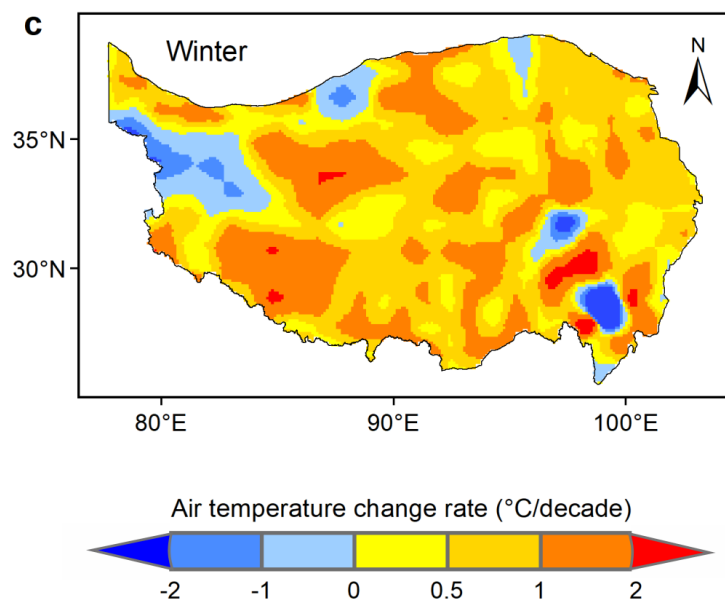 c
Winter
N
35°N
30°N
80°E
90°E
100°E
Air temperature change rate (°C/decade)
-2 -1 0 0.5 1 2